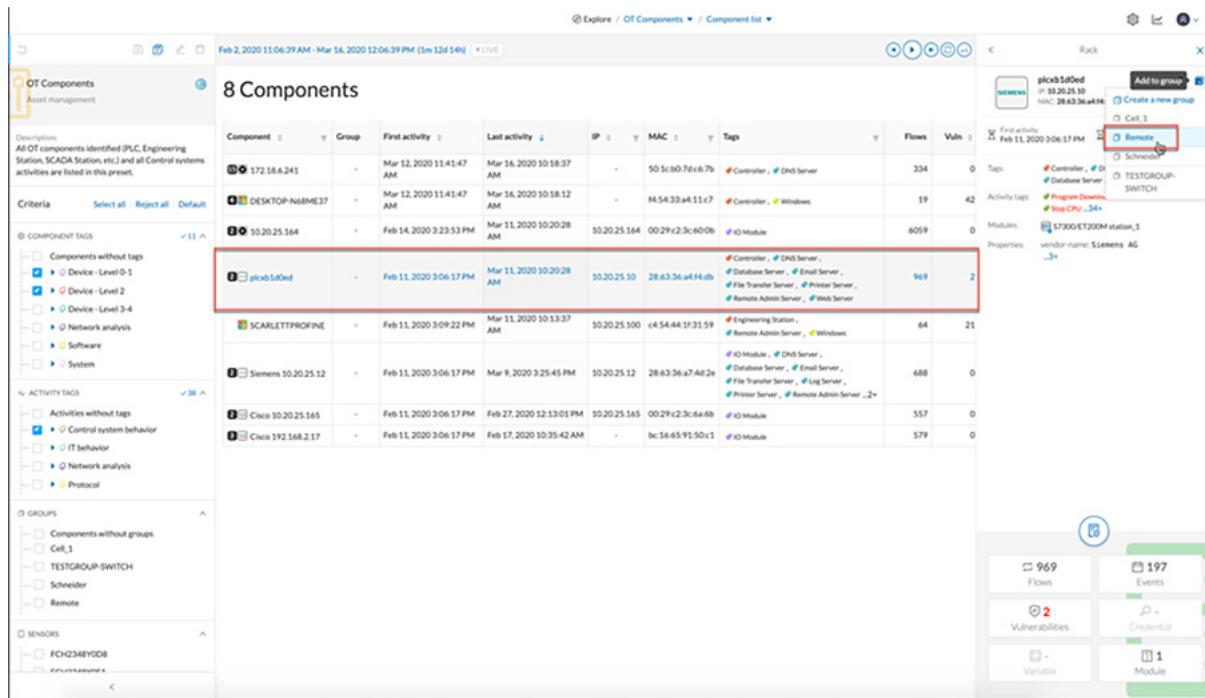 Explore / OT Components / Component list
Feb 2, 2020 11:06:39 AM - Mar 16, 2020 12:06:39 PM (1m 12d 14h) LIVE
OT Components
Asset management
Description:
All OT components identified (PLC, Engineering
Station, SCADA Station, etc.) and all Control systems
activities are listed in this preset.
Criteria Select all Reject all Default
COMPONENT TAGS 11
Components without tags
Device - Level 0-1
Device - Level 2
Device - Level 3-4
Network analysis
Software
System
ACTIVITY TAGS 38
Activities without tags
Control system behavior
IT behavior
Network analysis
Protocol
GROUPS
Components without groups
Cell_1
TESTGROUP-SWITCH
Schneider
Remote
SENSORS
FCH2348Y0D8
8 Components
Component Group First activity Last activity IP MAC Tags Flows Vuln
172.18.6.241 - Mar 12, 2020 11:41:47 AM Mar 16, 2020 10:18:37 AM - 50:1c:b0:7d:c6:7b Controller, DNS Server 334 0
DESKTOP-N68ME37 - Mar 12, 2020 11:41:47 AM Mar 16, 2020 10:18:12 AM - f4:54:33:a4:11:c7 Controller, Windows 19 42
10.20.25.164 - Feb 14, 2020 3:23:53 PM Mar 11, 2020 10:20:28 AM 10.20.25.164 00:29:c2:3c:60:0b IO Module 6059 0
plcxb1d0ed - Feb 11, 2020 3:06:17 PM Mar 11, 2020 10:20:28 AM 10.20.25.10 28:63:36:a4:f4:db Controller, DNS Server, Database Server, Email Server, File Transfer Server, Printer Server, Remote Admin Server, Web Server 969 2
SCARLETTPROFINE - Feb 11, 2020 3:09:22 PM Mar 11, 2020 10:13:37 AM 10.20.25.100 c4:54:44:1f:31:59 Engineering Station, Remote Admin Server, Windows 64 21
Siemens 10.20.25.12 - Feb 11, 2020 3:06:17 PM Mar 9, 2020 3:25:45 PM 10.20.25.12 28:63:36:a7:4d:2e IO Module, DNS Server, Database Server, Email Server, File Transfer Server, Log Server, Printer Server, Remote Admin Server ...2+ 688 0
Cisco 10.20.25.165 - Feb 11, 2020 3:06:17 PM Feb 27, 2020 12:13:01 PM 10.20.25.165 00:29:c2:3c:6a:6b IO Module 557 0
Cisco 192.168.2.17 - Feb 11, 2020 3:06:17 PM Feb 17, 2020 10:35:42 AM - bc:16:65:91:50:c1 IO Module 579 0
Rack
SIEMENS
plcxb1d0ed
IP: 10.20.25.10
MAC: 28:63:36:a4:f4:
Add to group
Create a new group
Cell_1
Remote
Schneider
TESTGROUP-
SWITCH
First activity
Feb 11, 2020 3:06:17 PM
Tags: Controller,
Database Server
Activity tags: Program
Stop CPU ...34+
Modules: S7300/ET200M station_1
Properties: vendor-name: Siemens AG
...3+
969
Flows
197
Events
2
Vulnerabilities
-
Credential
-
Variable
1
Module